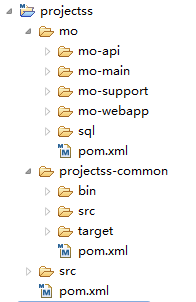 projectss
mo
mo-api
mo-main
mo-support
mo-webapp
sql
pom.xml
projectss-common
bin
src
target
pom.xml
src
pom.xml